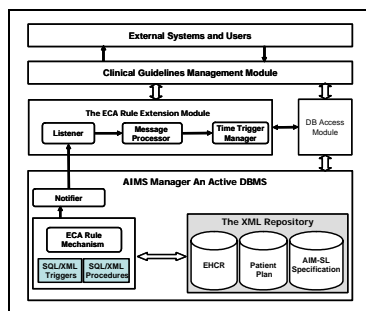 External Systems and Users
Clinical Guidelines Management Module
The ECA Rule Extension Module
Listener
Message
Processor
Time Trigger
Manager
DB Access
Module
AIMS Manager An Active DBMS
Notifier
ECA Rule
Mechanism
SQL/XML
Triggers
SQL/XML
Procedures
The XML Repository
EHCR
Patient
Plan
AIM-SL
Specification